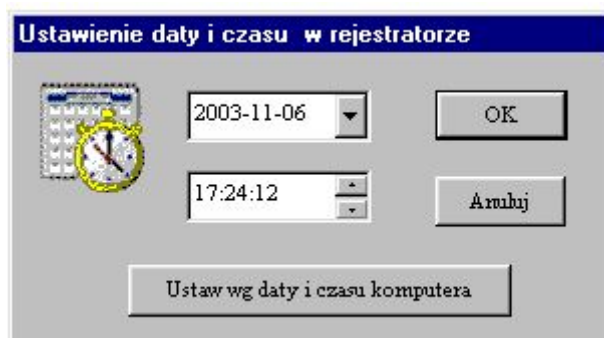 Ustawienie daty i czasu w rejestratorze
2003-11-06
OK
17:24:12
Anuluj
Ustaw wg daty i czasu komputera